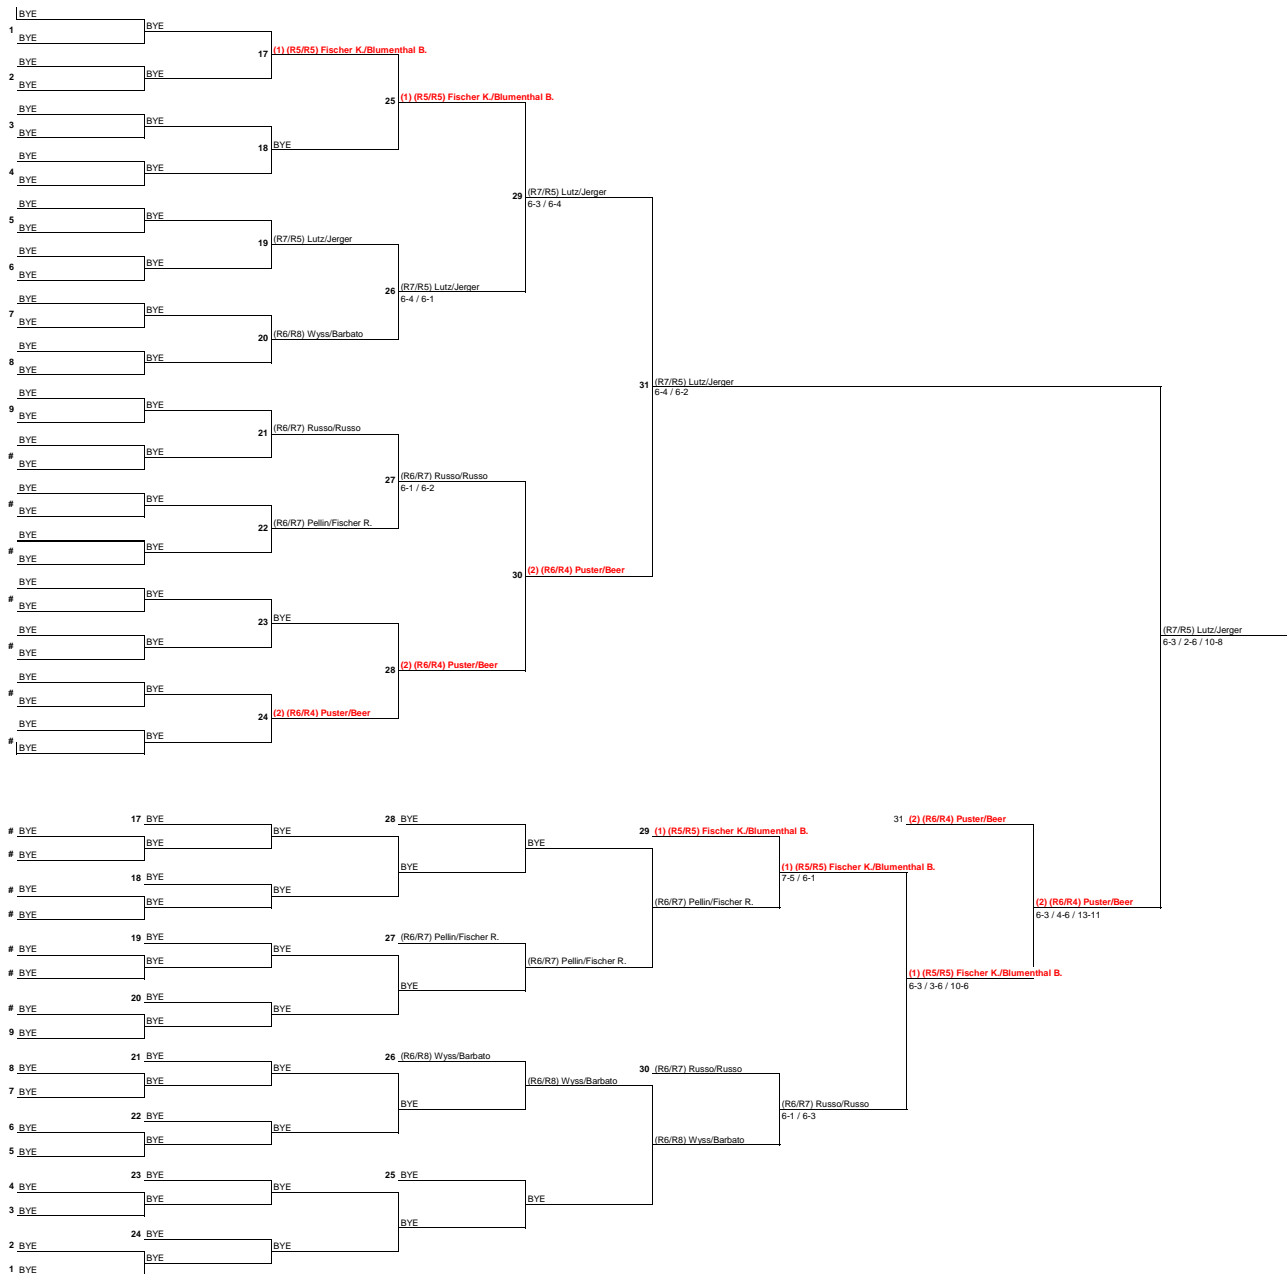 BYE
1 BYE
BYE
17 (1) (R5/R5) Fischer K./Blumenthal B.
BYE
2 BYE
BYE
25 (1) (R5/R5) Fischer K./Blumenthal B.
BYE
3 BYE
BYE
18 BYE
BYE
4 BYE
BYE
29 (R7/R5) Lutz/Jerger
6-3 / 6-4
BYE
5 BYE
BYE
19 (R7/R5) Lutz/Jerger
BYE
6 BYE
BYE
26 (R7/R5) Lutz/Jerger
6-4 / 6-1
BYE
7 BYE
BYE
20 (R6/R8) Wyss/Barbato
BYE
8 BYE
BYE
31 (R7/R5) Lutz/Jerger
6-4 / 6-2
BYE
9 BYE
BYE
21 (R6/R7) Russo/Russo
BYE
# BYE
BYE
27 (R6/R7) Russo/Russo
6-1 / 6-2
BYE
# BYE
BYE
22 (R6/R7) Pellin/Fischer R.
BYE
# BYE
BYE
30 (2) (R6/R4) Puster/Beer
BYE
# BYE
BYE
23 BYE
BYE
# BYE
BYE
(R7/R5) Lutz/Jerger
6-3 / 2-6 / 10-8
28 (2) (R6/R4) Puster/Beer
BYE
# BYE
BYE
24 (2) (R6/R4) Puster/Beer
BYE
# BYE
BYE
17 BYE
28 BYE
31 (2) (R6/R4) Puster/Beer
# BYE
BYE
29 (1) (R5/R5) Fischer K./Blumenthal B.
BYE
BYE
# BYE
BYE
(1) (R5/R5) Fischer K./Blumenthal B.
7-5 / 6-1
18 BYE
# BYE
BYE
BYE
(R6/R7) Pellin/Fischer R.
(2) (R6/R4) Puster/Beer
6-3 / 4-6 / 13-11
# BYE
19 BYE
27 (R6/R7) Pellin/Fischer R.
# BYE
BYE
BYE
(R6/R7) Pellin/Fischer R.
# BYE
(1) (R5/R5) Fischer K./Blumenthal B.
6-3 / 3-6 / 10-6
BYE
20 BYE
# BYE
BYE
BYE
9 BYE
21 BYE
26 (R6/R8) Wyss/Barbato
8 BYE
BYE
30 (R6/R7) Russo/Russo
BYE
(R6/R8) Wyss/Barbato
7 BYE
BYE
(R6/R7) Russo/Russo
6-1 / 6-3
22 BYE
6 BYE
BYE
BYE
(R6/R8) Wyss/Barbato
5 BYE
23 BYE
25 BYE
4 BYE
BYE
BYE
BYE
3 BYE
BYE
24 BYE
2 BYE
BYE
BYE
1 BYE